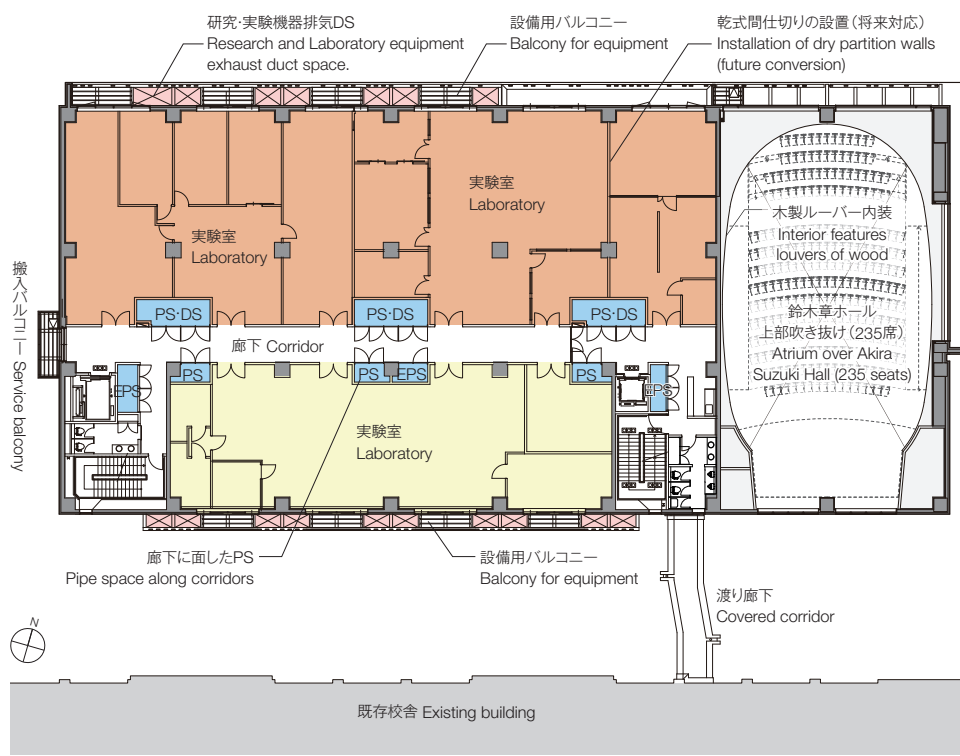 研究・実験機器排気DS
Research and Laboratory equipment
exhaust duct space.
設備用バルコニー
Balcony for equipment
乾式間仕切りの設置（将来対応）
Installation of dry partition walls
(future conversion)
実験室
Laboratory
実験室
Laboratory
木製ルーバー内装
Interior features
louvers of wood
鈴木章ホール
上部吹き抜け（235席）
Atrium over Akira
Suzuki Hall (235 seats)
搬入バルコニー Service balcony
PS・DS
PS・DS
PS・DS
廊下 Corridor
EPS
PS
PS
EPS
PS
EPS
実験室
Laboratory
廊下に面したPS
Pipe space along corridors
設備用バルコニー
Balcony for equipment
渡り廊下
Covered corridor
N
既存校舎 Existing building